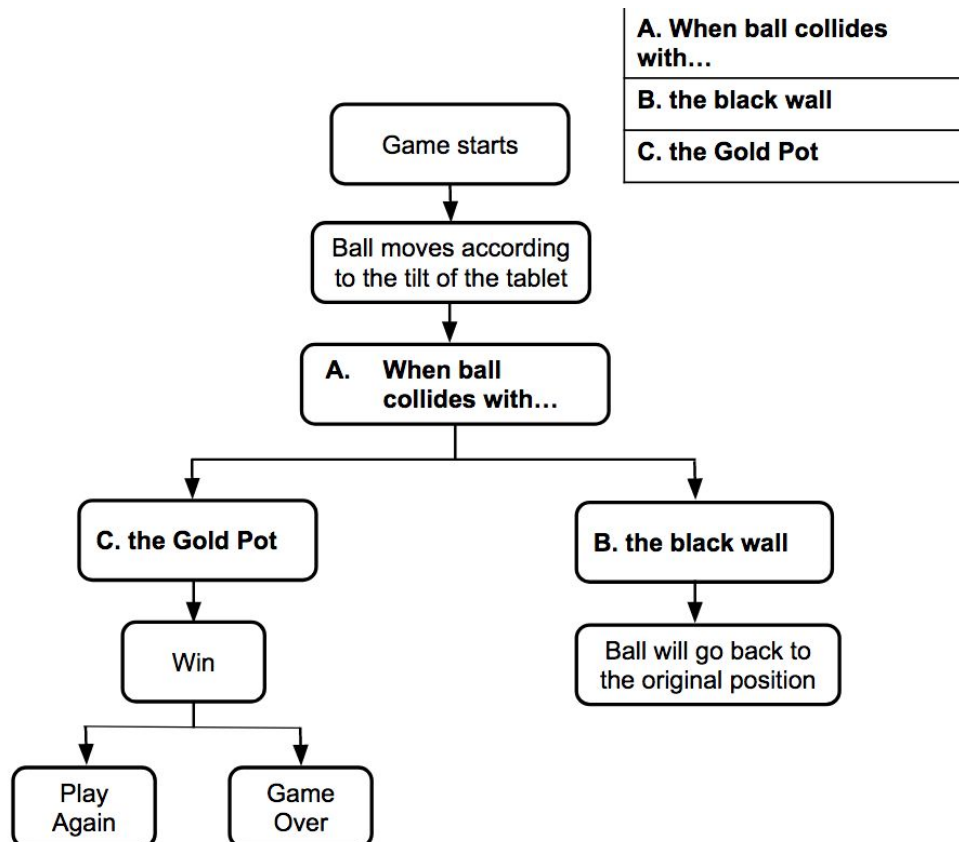 A. When ball collides
with…
B. the black wall
C. the Gold Pot
Game starts
Ball moves according
to the tilt of the tablet
A. When ball
collides with…
C. the Gold Pot
B. the black wall
Win
Ball will go back to
the original position
Play
Again
Game
Over